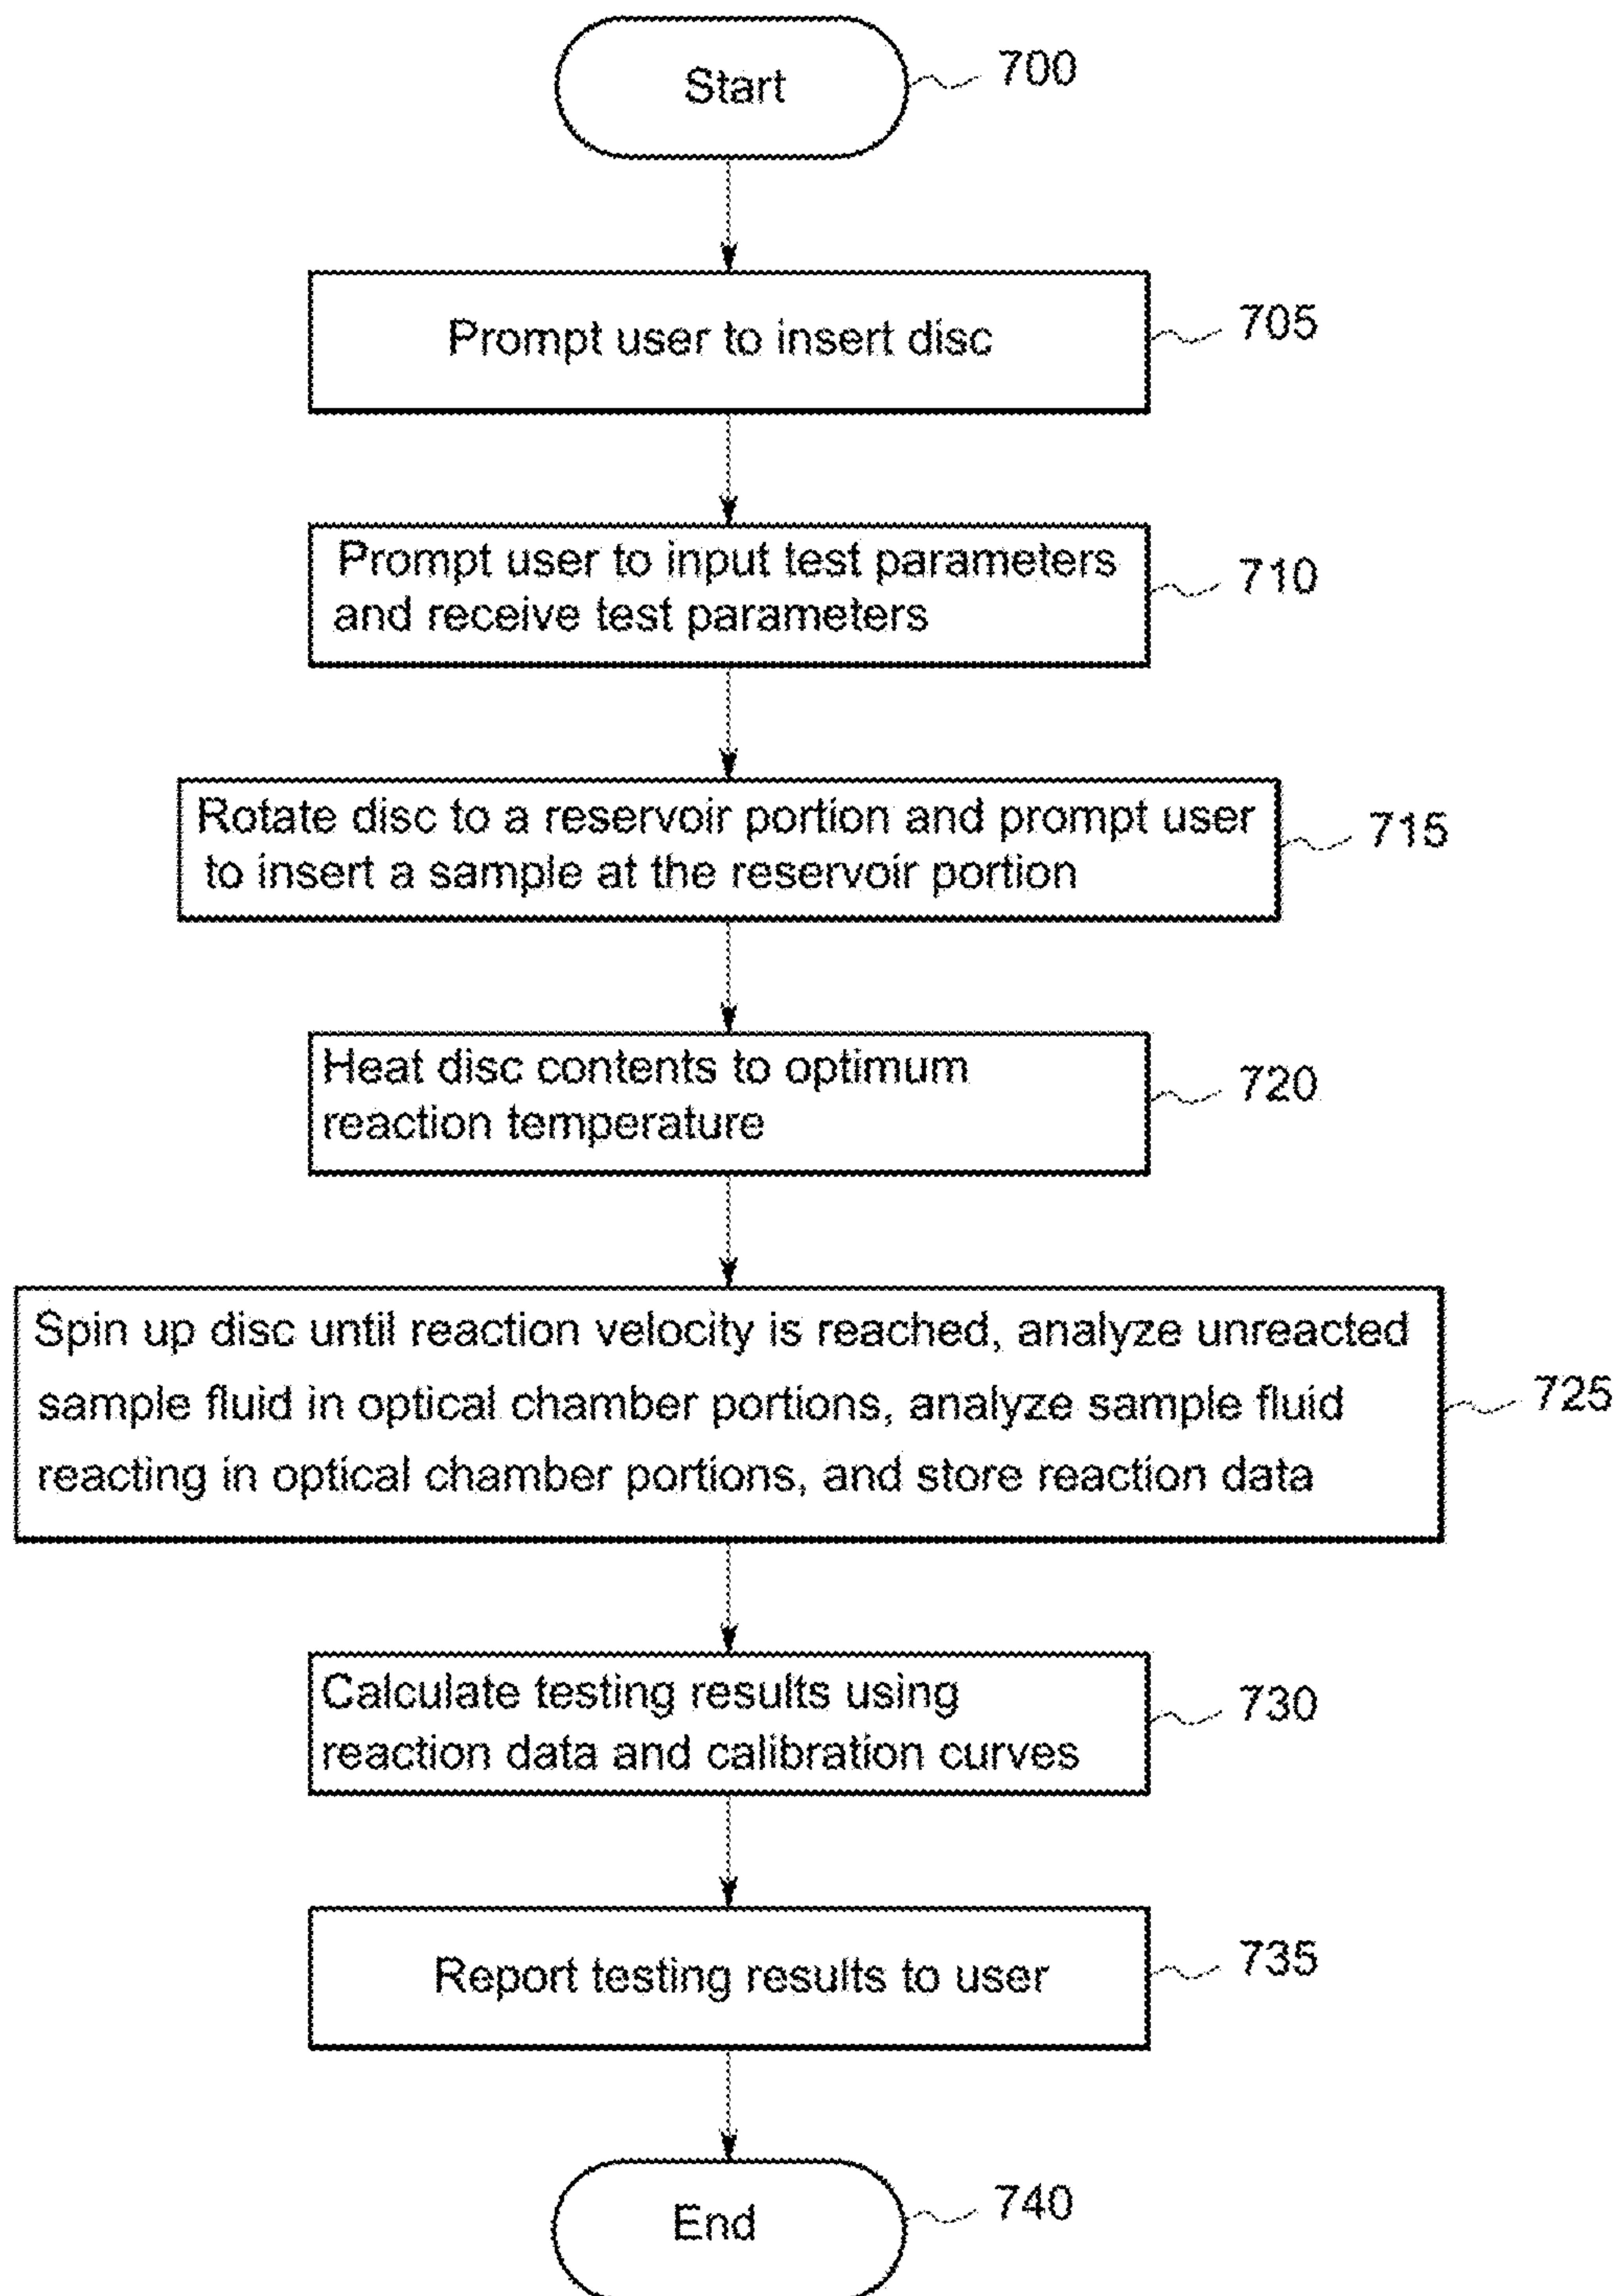 Start
700
Prompt user to insert disc
705
Prompt user to input test parameters
and receive test parameters
710
Rotate disc to a reservoir portion and prompt user
to insert a sample at the reservoir portion
715
Heat disc contents to optimum
reaction temperature
720
Spin up disc until reaction velocity is reached, analyze unreacted
sample fluid in optical chamber portions, analyze sample fluid
reacting in optical chamber portions, and store reaction data
725
Calculate testing results using
reaction data and calibration curves
730
Report testing results to user
735
End
740